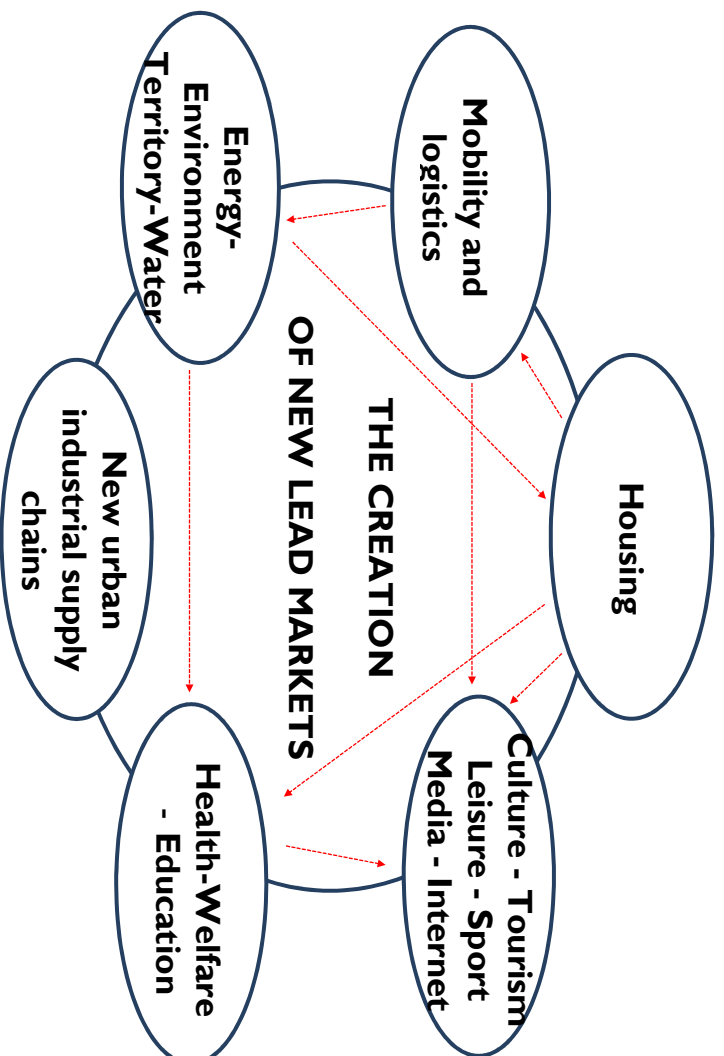 Housing
Mobility and
logistics
Culture - Tourism
Leisure - Sport
Media - Internet
THE CREATION
OF NEW LEAD MARKETS
Energy-
Environment
Territory-Water
Health-Welfare
- Education
New urban
industrial supply
chains